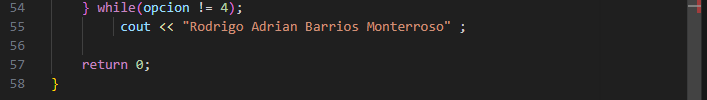 54 } while(opcion != 4);
55 cout << "Rodrigo Adrian Barrios Monterroso" ;
56
57 return 0;
58 }